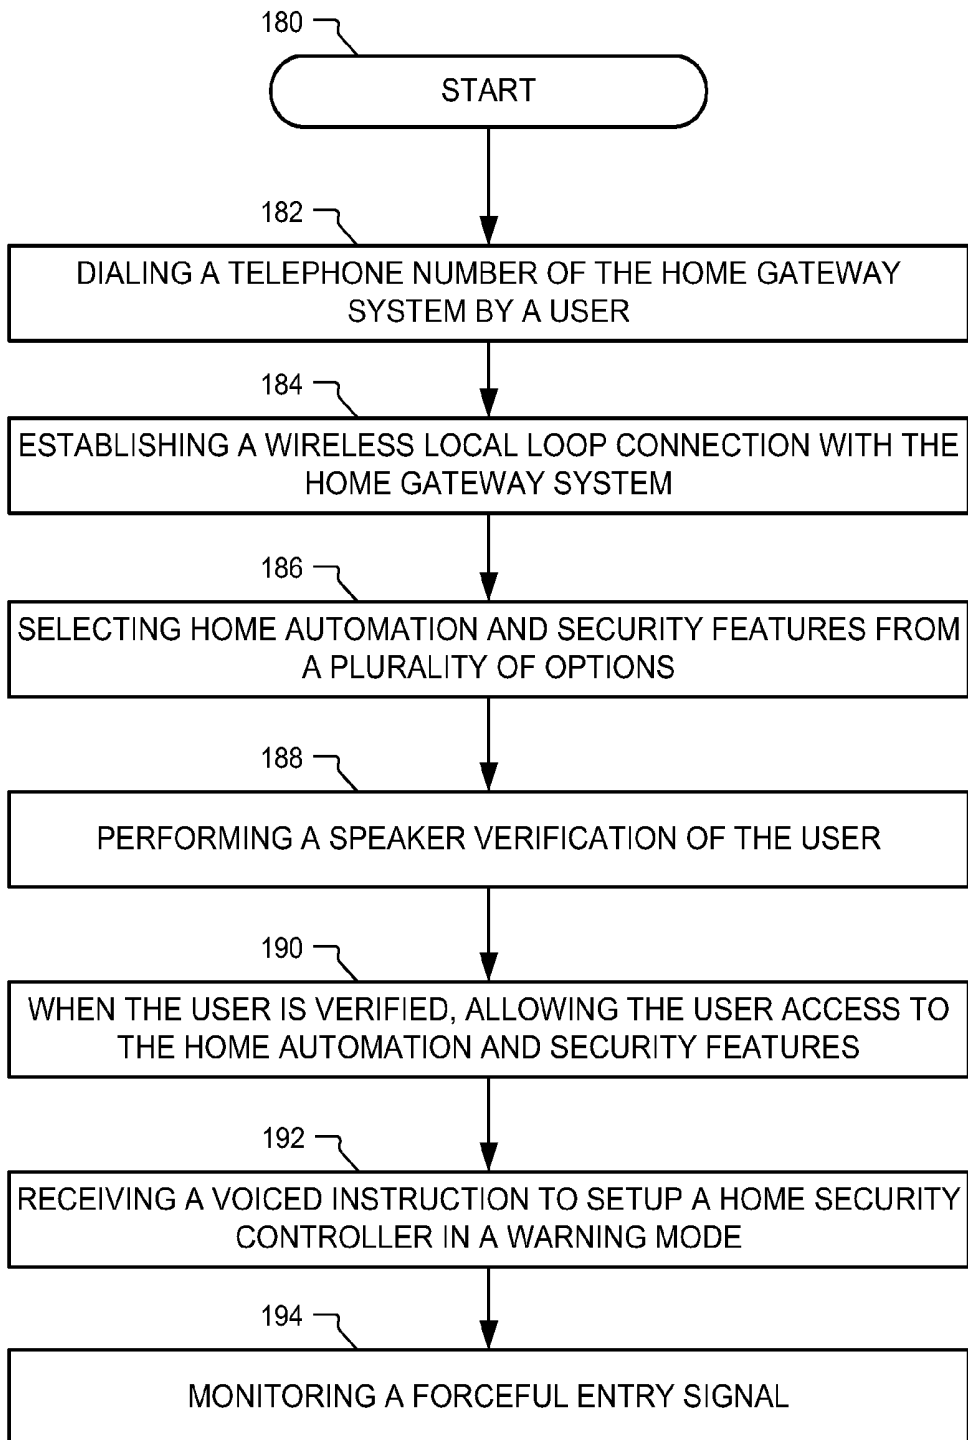 180
START
182
DIALING A TELEPHONE NUMBER OF THE HOME GATEWAY
SYSTEM BY A USER
184
ESTABLISHING A WIRELESS LOCAL LOOP CONNECTION WITH THE
HOME GATEWAY SYSTEM
186
SELECTING HOME AUTOMATION AND SECURITY FEATURES FROM
A PLURALITY OF OPTIONS
188
PERFORMING A SPEAKER VERIFICATION OF THE USER
190
WHEN THE USER IS VERIFIED, ALLOWING THE USER ACCESS TO
THE HOME AUTOMATION AND SECURITY FEATURES
192
RECEIVING A VOICED INSTRUCTION TO SETUP A HOME SECURITY
CONTROLLER IN A WARNING MODE
194
MONITORING A FORCEFUL ENTRY SIGNAL